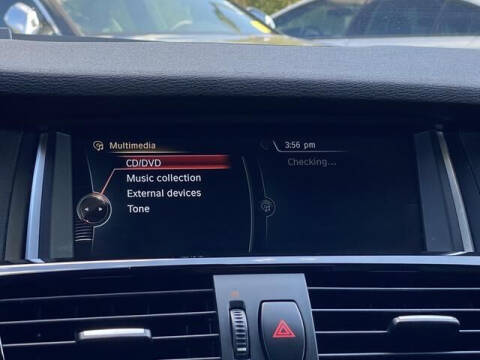 Multimedia
3:56 pm
CD/DVD
Checking...
Music collection
External devices
Tone